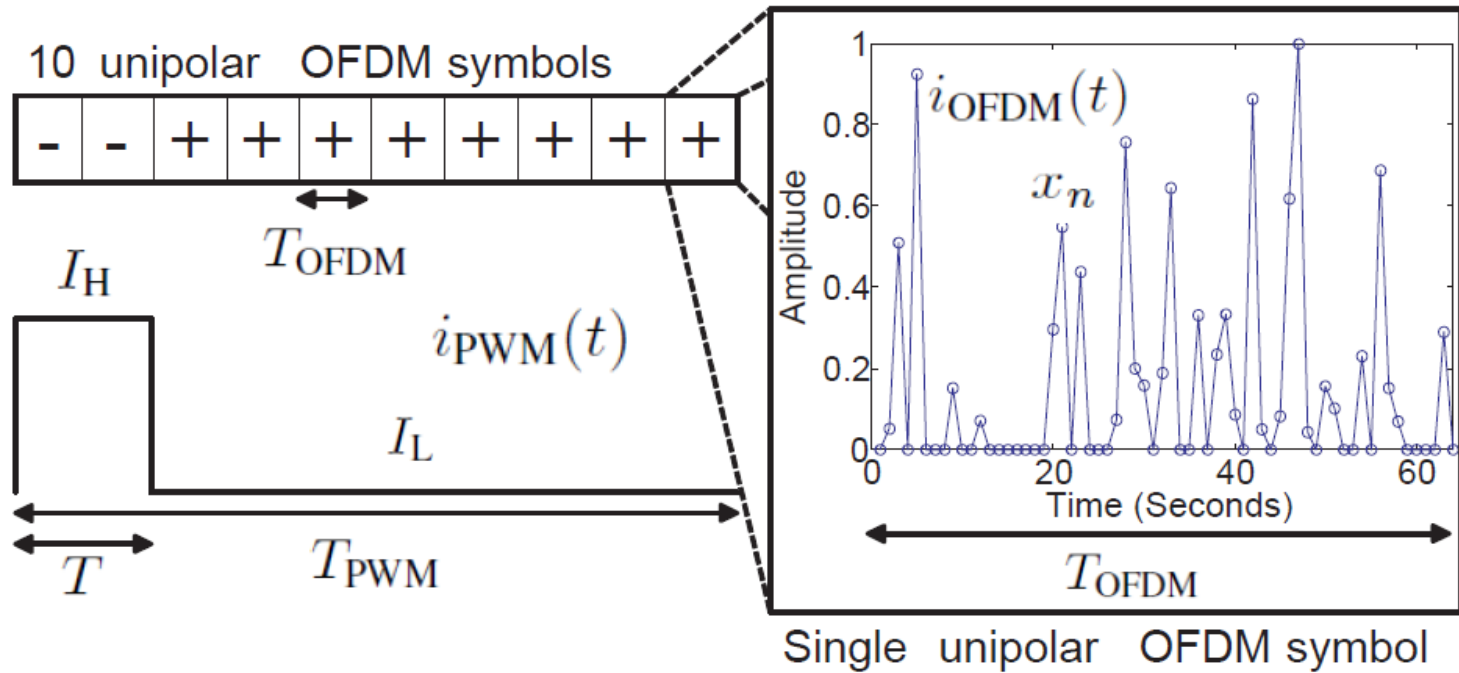 10 unipolar OFDM symbols
- - + + + + + + + +
T_OFDM
I_H
i_PWM(t)
I_L
T
T_PWM
i_OFDM(t)
x_n
Amplitude
1
0.8
0.6
0.4
0.2
0
0 20 40 60
Time (Seconds)
T_OFDM
Single unipolar OFDM symbol